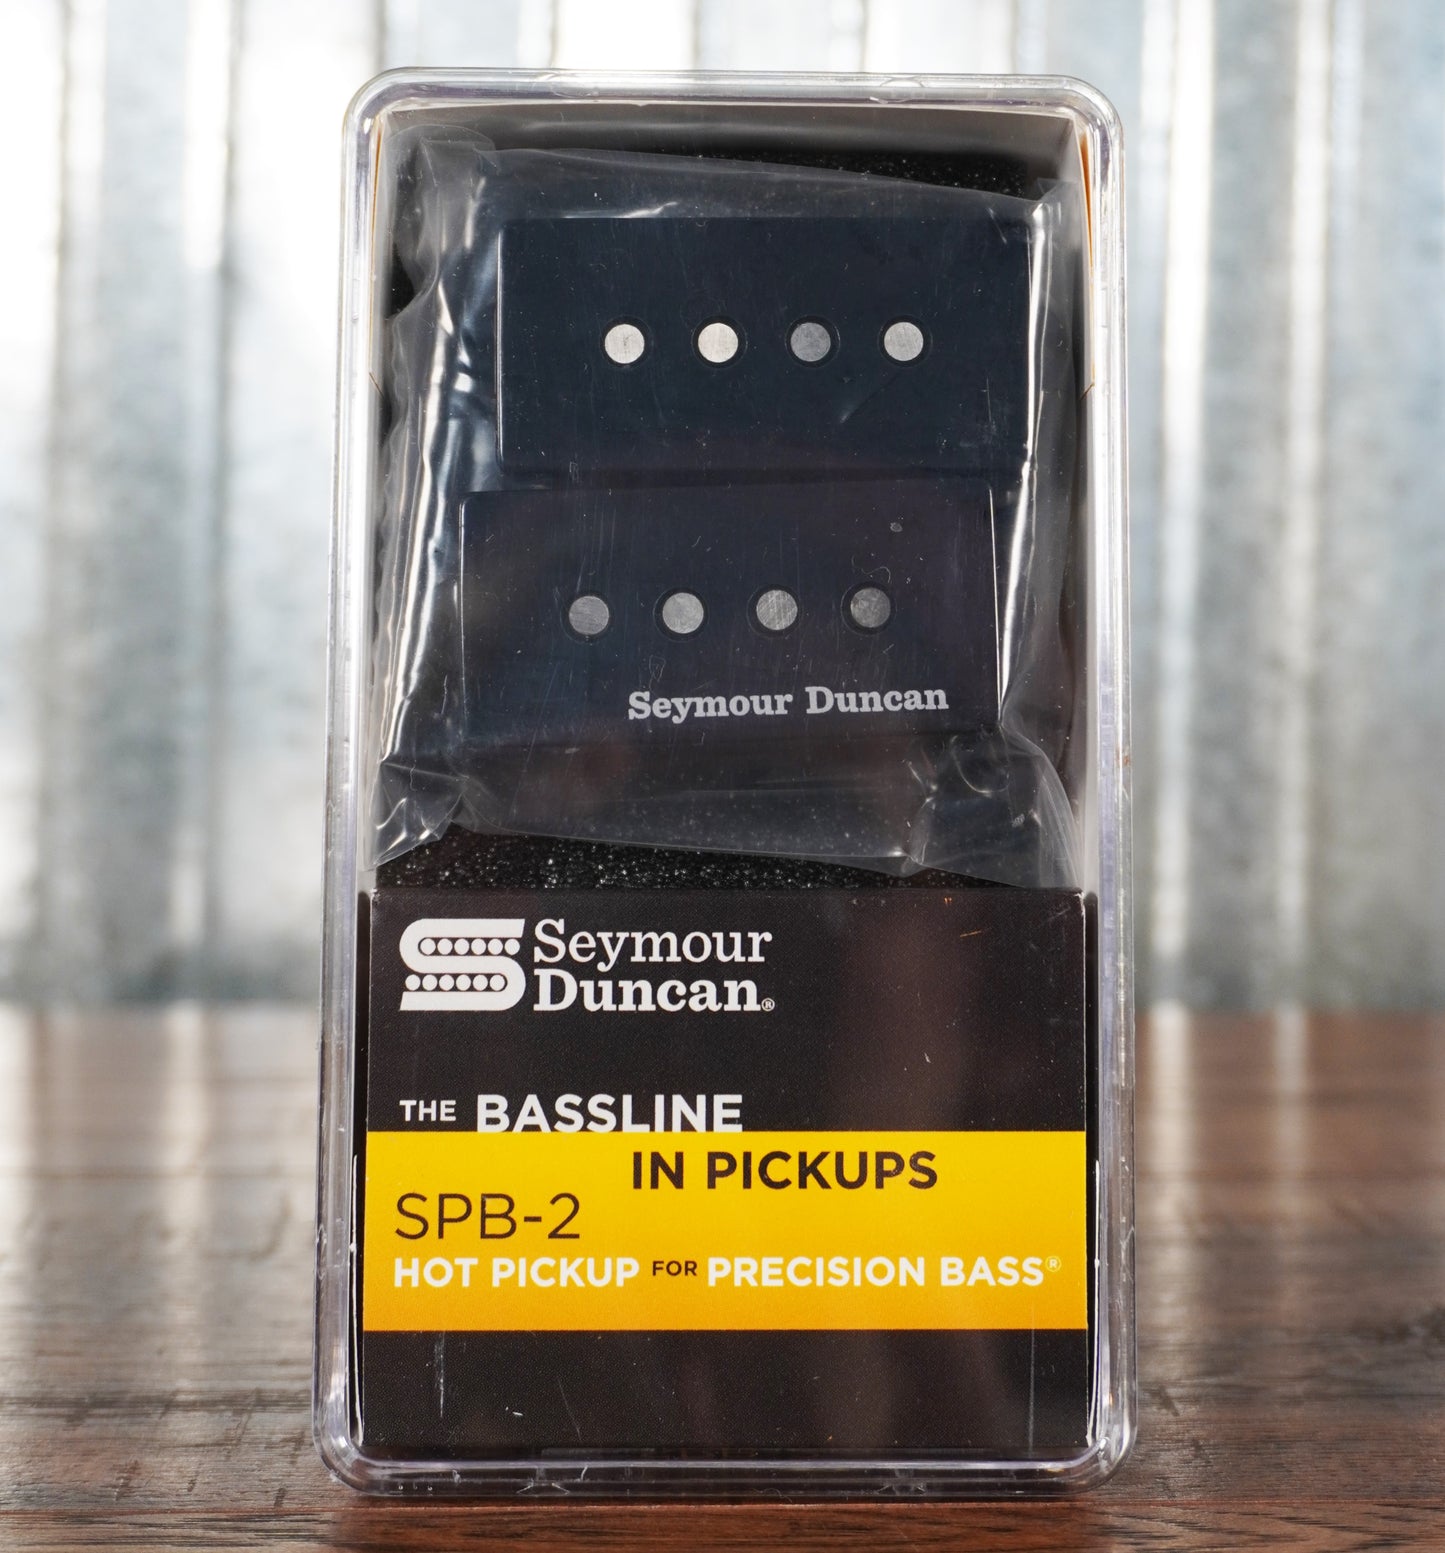 Seymour Duncan
Seymour
Duncan®
THE BASSLINE
IN PICKUPS
SPB-2
HOT PICKUP FOR PRECISION BASS®